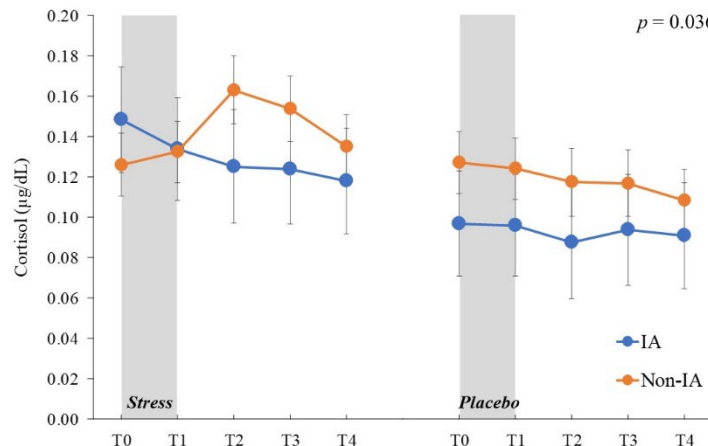 p = 0.036
0.20
0.18
0.16
0.14
0.12
0.10
0.08
0.06
0.04
0.02
0.00
Cortisol (µg/dL)
Stress
Placebo
IA
Non-IA
T0 T1 T2 T3 T4 T0 T1 T2 T3 T4